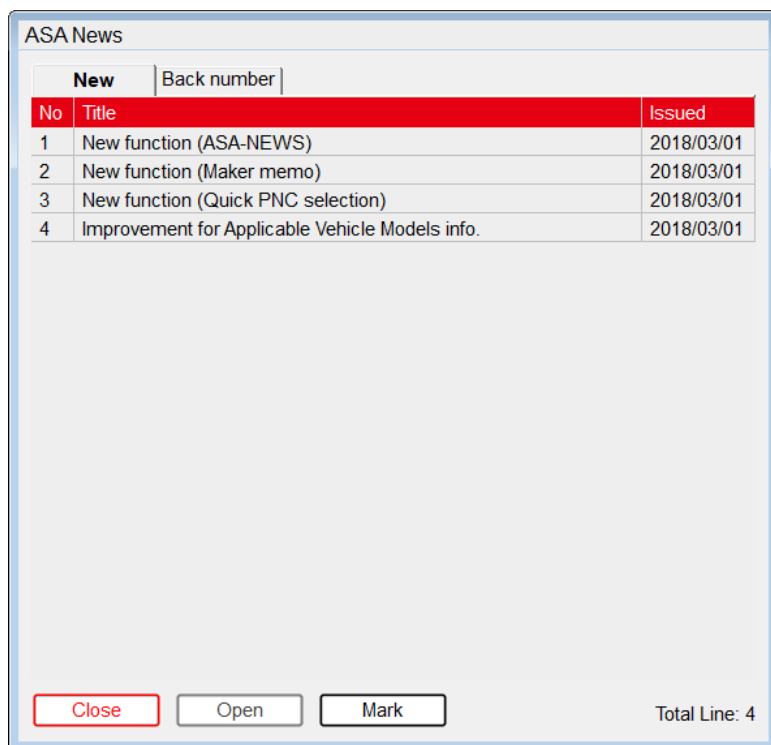 ASA News
New Back number
No Title Issued
1 New function (ASA-NEWS) 2018/03/01
2 New function (Maker memo) 2018/03/01
3 New function (Quick PNC selection) 2018/03/01
4 Improvement for Applicable Vehicle Models info. 2018/03/01
Close Open Mark Total Line: 4